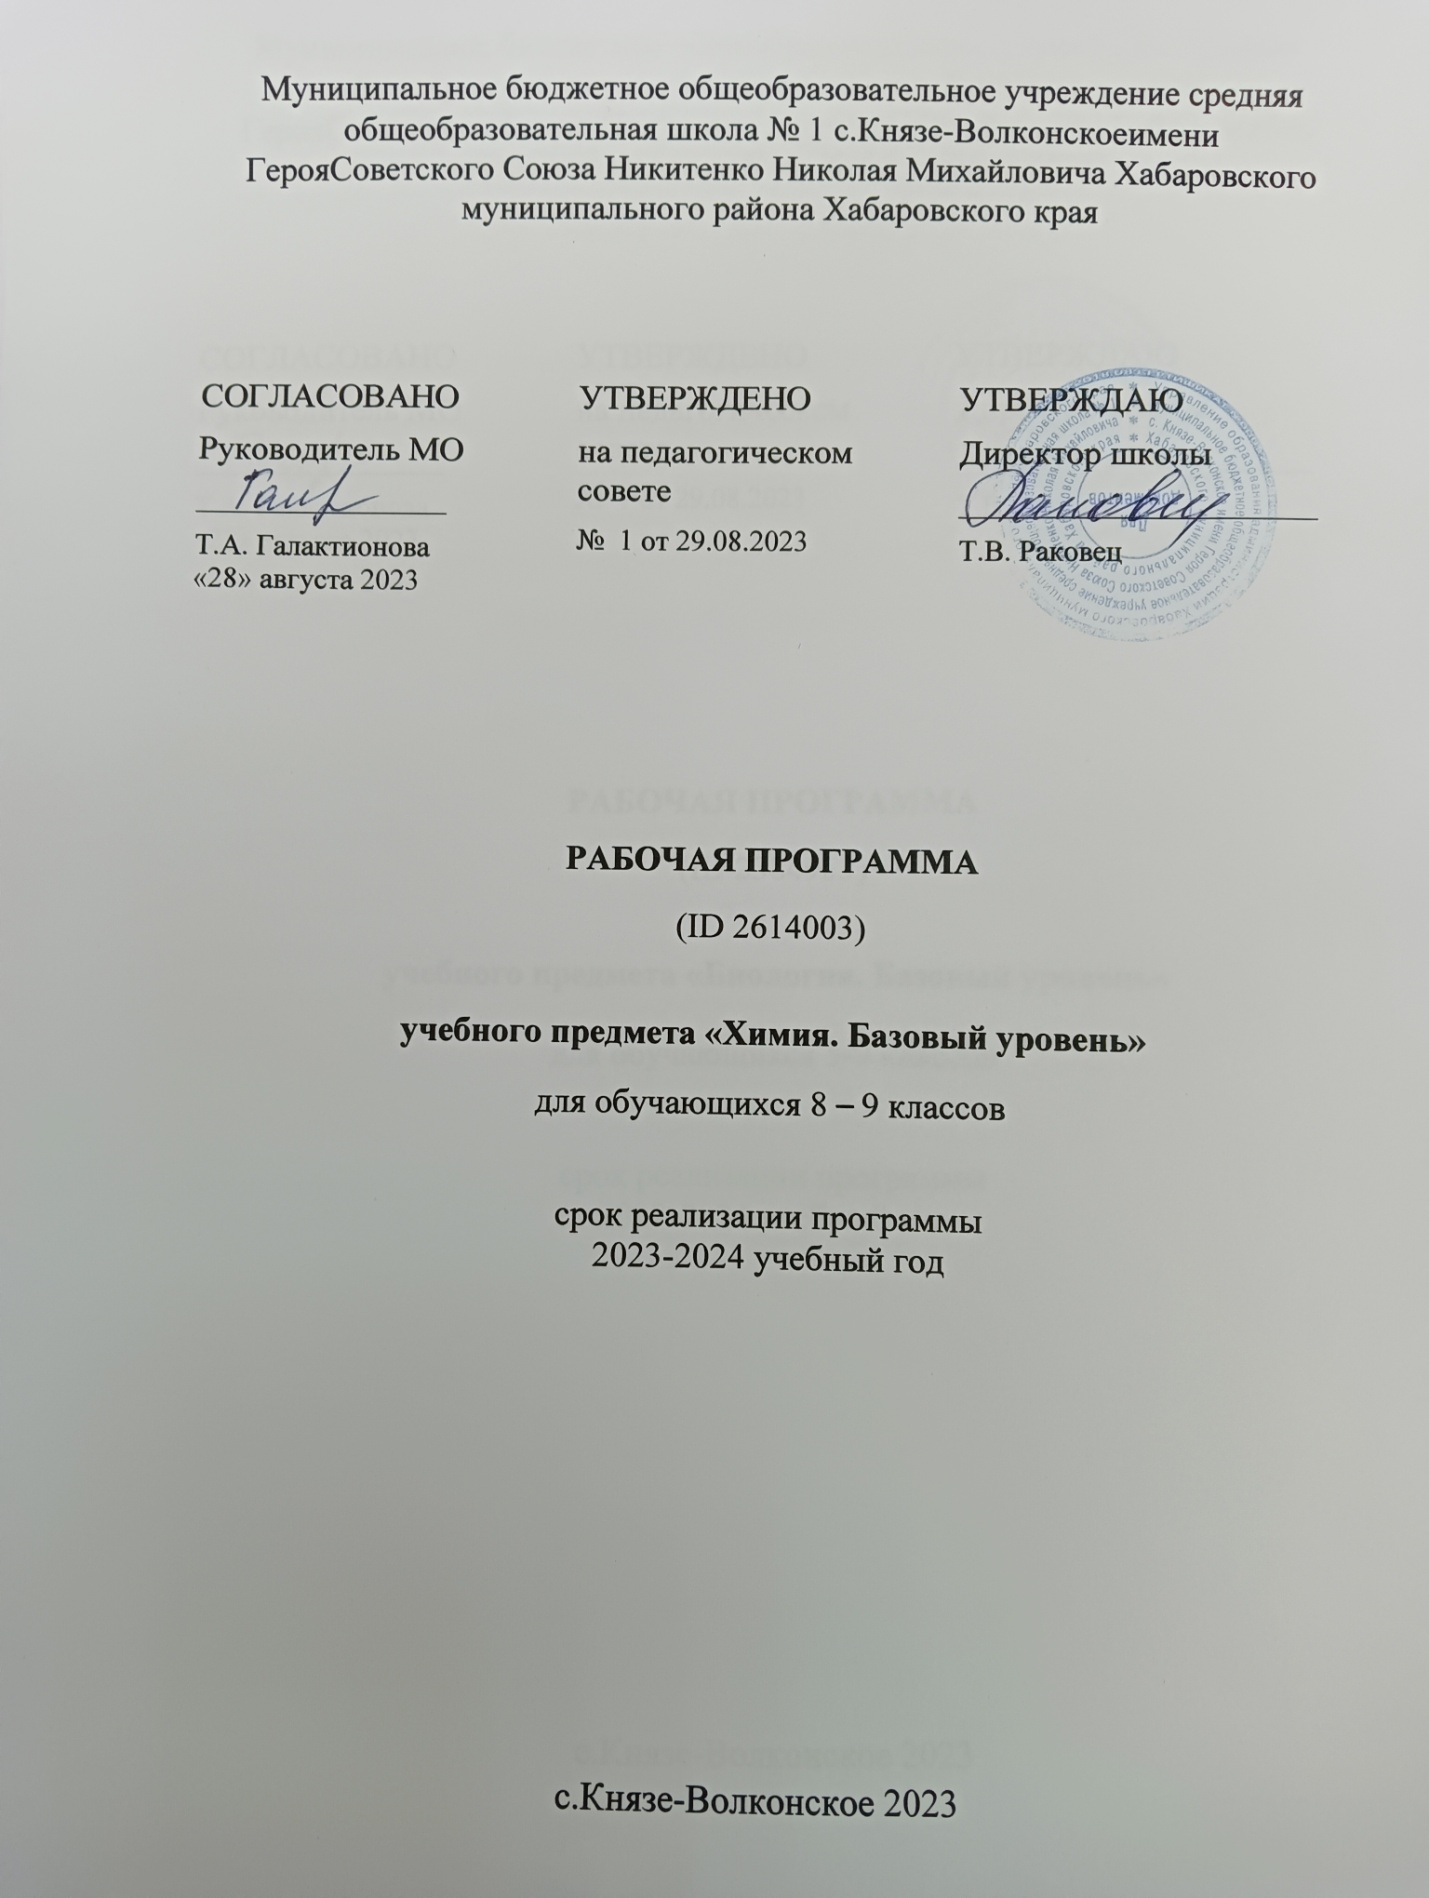 Муниципальное бюджетное общеобразовательное учреждение средняя
общеобразовательная школа № 1 с.Князе-Волконскоеимени
ГерояСоветского Союза Никитенко Николая Михайловича Хабаровского
муниципального района Хабаровского края
СОГЛАСОВАНО
Руководитель МО
Т.А. Галактионова
«28» августа 2023
УТВЕРЖДЕНО
на педагогическом
совете
№ 1 от 29.08.2023
УТВЕРЖДАЮ
Директор школы
Т.В. Раковец
Для
документов
РАБОЧАЯ ПРОГРАММА
(ID 2614003)
учебного предмета «Химия. Базовый уровень»
для обучающихся 8 – 9 классов
срок реализации программы
2023-2024 учебный год
с.Князе-Волконское 2023